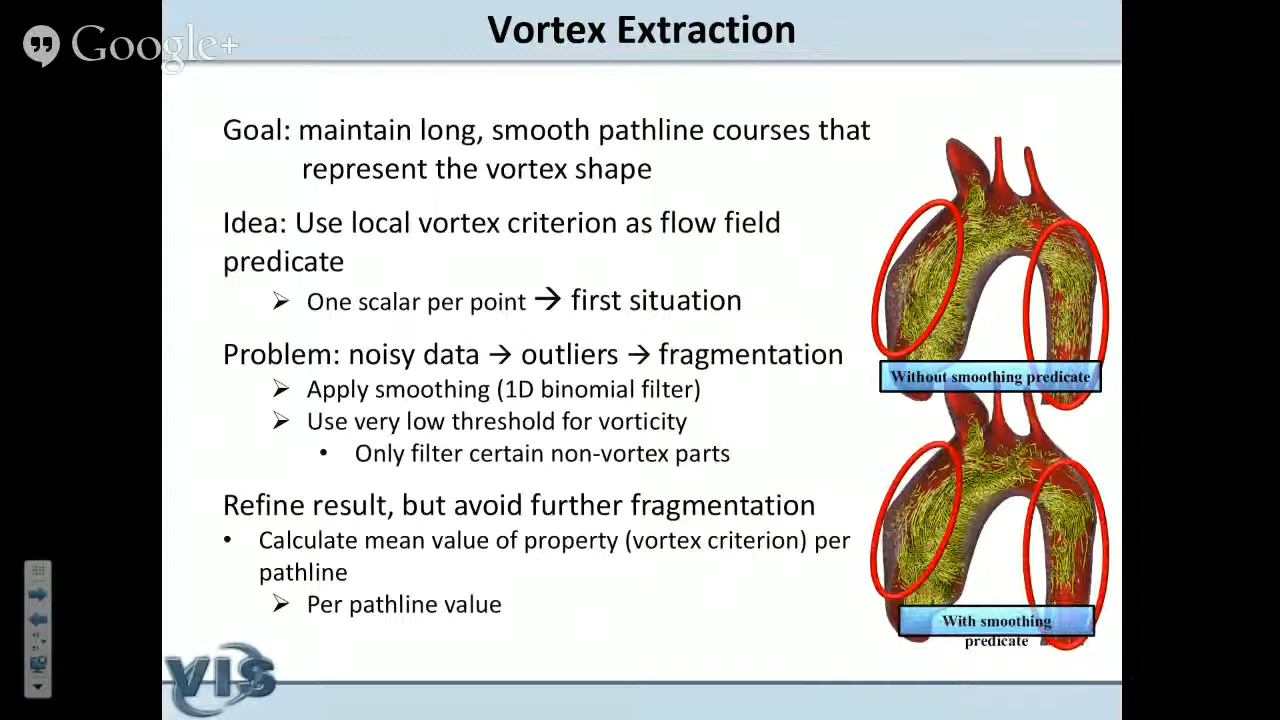 Google+
Vortex Extraction
Goal: maintain long, smooth pathline courses that
represent the vortex shape
Idea: Use local vortex criterion as flow field
predicate
➢ One scalar per point → first situation
Problem: noisy data → outliers → fragmentation
➢ Apply smoothing (1D binomial filter)
➢ Use very low threshold for vorticity
• Only filter certain non-vortex parts
Refine result, but avoid further fragmentation
• Calculate mean value of property (vortex criterion) per
pathline
➢ Per pathline value
Without smoothing predicate
With smoothing
predicate
VIS